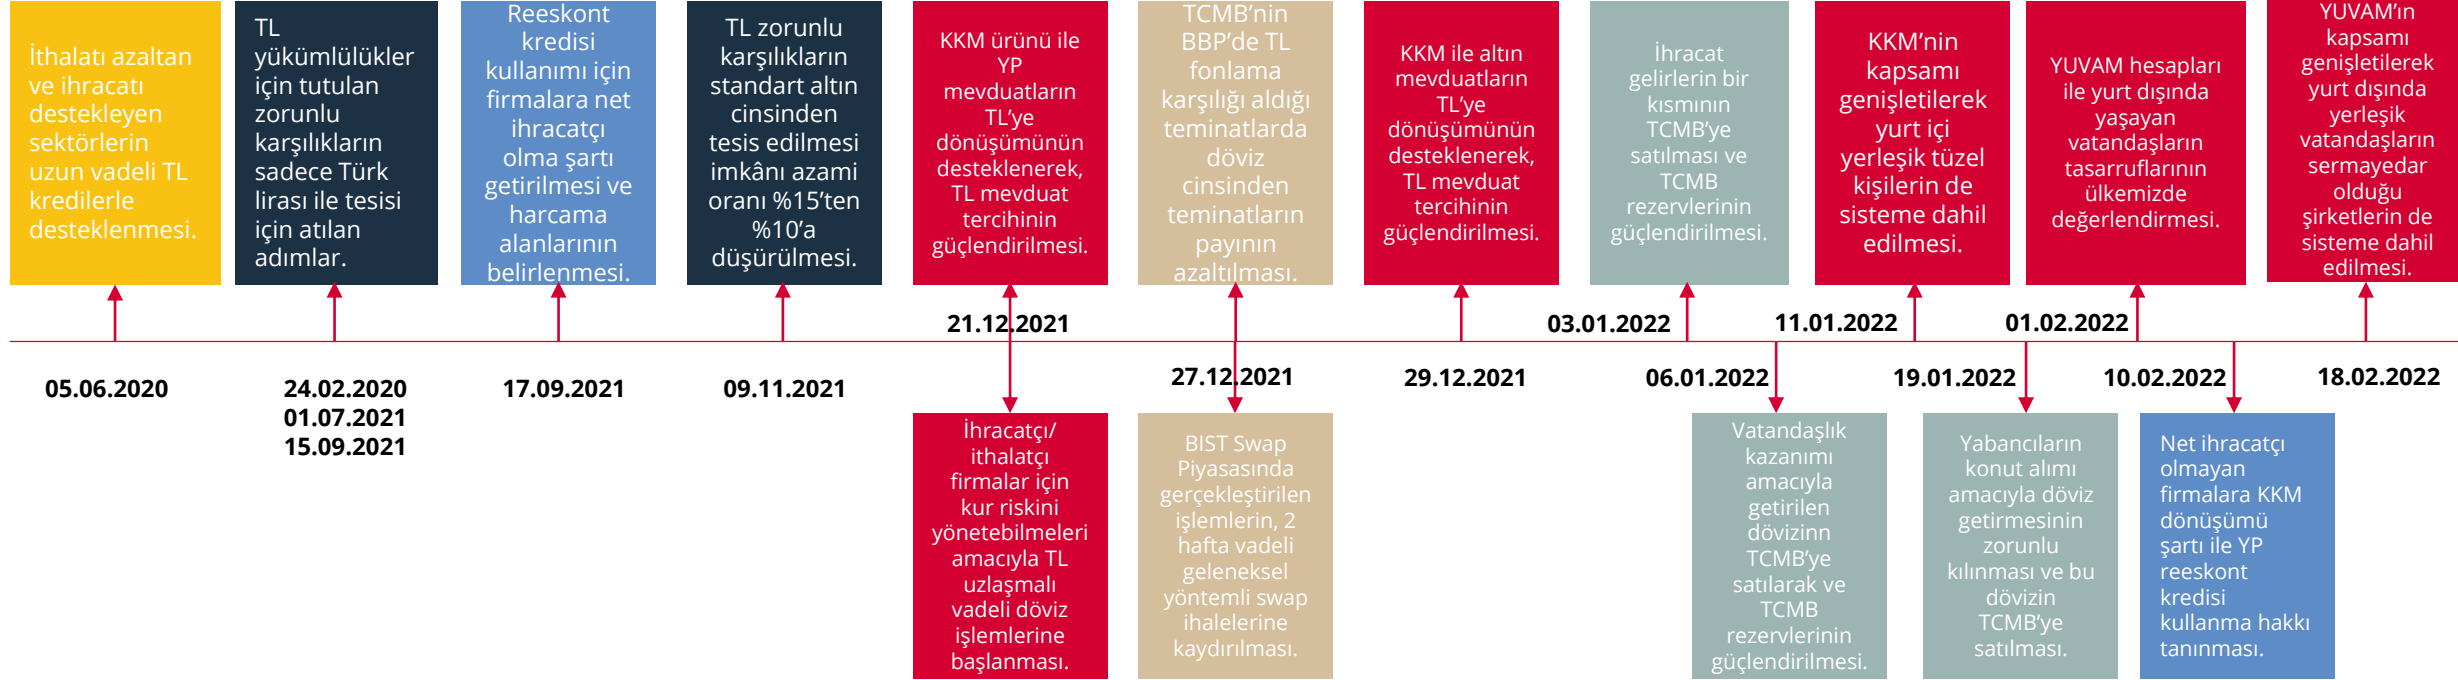 İthalatı azaltan
ve ihracatı
destekleyen
sektörlerin
uzun vadeli TL
kredilerle
desteklenmesi.
TL
yükümlülükler
için tutulan
zorunlu
karşılıkların
sadece Türk
lirası ile tesisi
için atılan
adımlar.
Reeskont
kredisi
kullanımı için
firmalara net
ihracatçı
olma şartı
getirilmesi ve
harcama
alanlarının
belirlenmesi.
TL zorunlu
karşılıkların
standart altın
cinsinden
tesis edilmesi
imkânı azami
oranı %15’ten
%10’a
düşürülmesi.
KKM ürünü ile
YP
mevduatların
TL’ye
dönüşümünün
desteklenerek,
TL mevduat
tercihinin
güçlendirilmesi.
TCMB’nin
BBP’de TL
fonlama
karşılığı aldığı
teminatlarda
döviz
cinsinden
teminatların
payının
azaltılması.
KKM ile altın
mevduatların
TL’ye
dönüşümünün
desteklenerek,
TL mevduat
tercihinin
güçlendirilmesi.
İhracat
gelirlerin bir
kısmının
TCMB’ye
satılması ve
TCMB
rezervlerinin
güçlendirilmesi.
KKM’nin
kapsamı
genişletilerek
yurt içi
yerleşik tüzel
kişilerin de
sisteme dahil
edilmesi.
YUVAM hesapları
ile yurt dışında
yaşayan
vatandaşların
tasarruflarının
ülkemizde
değerlendirmesi.
YUVAM’ın
kapsamı
genişletilerek
yurt dışında
yerleşik
vatandaşların
sermayedar
olduğu
şirketlerin de
sisteme dahil
edilmesi.
21.12.2021
03.01.2022
11.01.2022
01.02.2022
05.06.2020
24.02.2020
01.07.2021
15.09.2021
17.09.2021
09.11.2021
27.12.2021
29.12.2021
06.01.2022
19.01.2022
10.02.2022
18.02.2022
İhracatçı/
ithalatçı
firmalar için
kur riskini
yönetebilmeleri
amacıyla TL
uzlaşmalı
vadeli döviz
işlemlerine
başlanması.
BIST Swap
Piyasasında
gerçekleştirilen
işlemlerin, 2
hafta vadeli
geleneksel
yöntemli swap
ihalelerine
kaydırılması.
Vatandaşlık
kazanımı
amacıyla
getirilen
dövizinn
TCMB’ye
satılarak ve
TCMB
rezervlerinin
güçlendirilmesi.
Yabancıların
konut alımı
amacıyla döviz
getirmesinin
zorunlu
kılınması ve bu
dövizin
TCMB’ye
satılması.
Net ihracatçı
olmayan
firmalara KKM
dönüşümü
şartı ile YP
reeskont
kredisi
kullanma hakkı
tanınması.